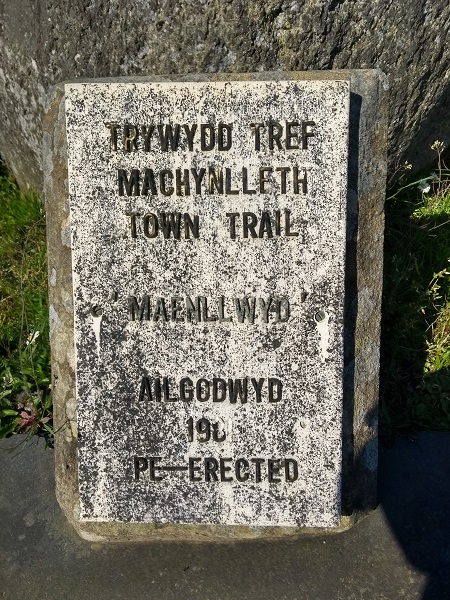 TRYWYDD TREF
MACHYNLLETH
TOWN TRAIL
'MAENLLWYD'
AILGODWYD
RE-ERECTED